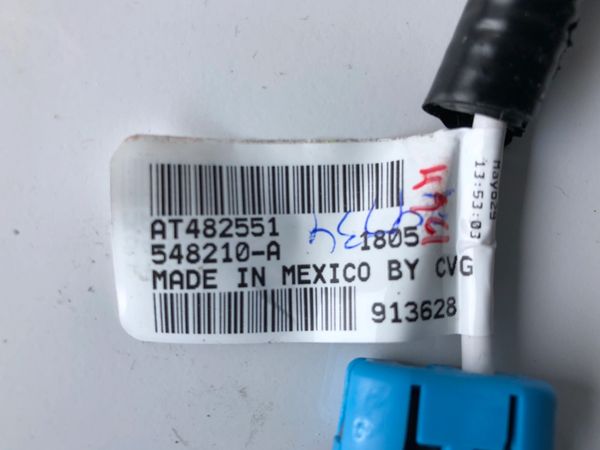 AT482551
548210-A 1805
MADE IN MEXICO BY CVG
913628
13:53:03